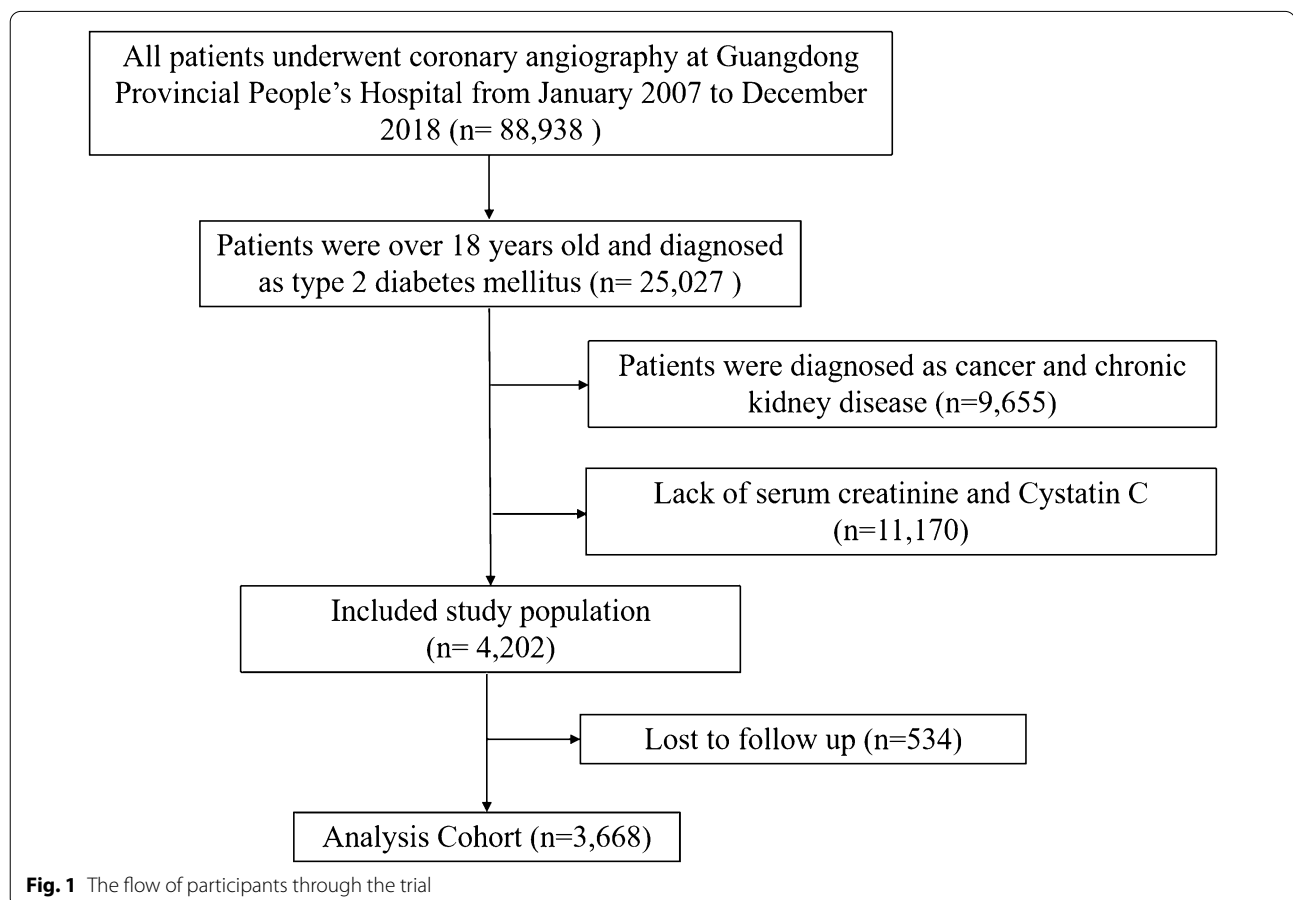 All patients underwent coronary angiography at Guangdong
Provincial People’s Hospital from January 2007 to December
2018 (n= 88,938 )
Patients were over 18 years old and diagnosed
as type 2 diabetes mellitus (n= 25,027 )
Patients were diagnosed as cancer and chronic
kidney disease (n=9,655)
Lack of serum creatinine and Cystatin C
(n=11,170)
Included study population
(n= 4,202)
Lost to follow up (n=534)
Analysis Cohort (n=3,668)
Fig. 1 The flow of participants through the trial